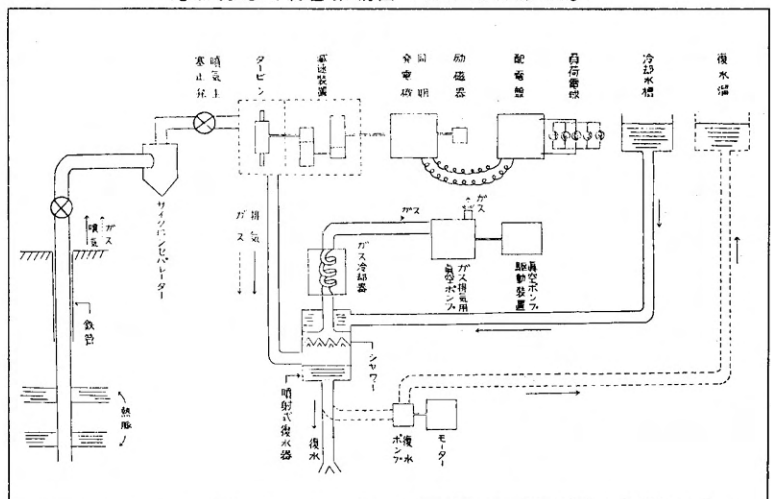 噴気上
塞止弁
タービン
減速装置
同期
発電機
励磁器
配電盤
負荷電球
冷却水槽
復水溜
サイクロンセパレーター
ガス
噴気
鉄管
熱脈
排気
ガス
ガス冷却器
ガス
ガス
ガス排気用
真空ポンプ
真空ポンプ
駆動装置
シャワー
噴射式復水器
復水
復水
ポンプ
モーター